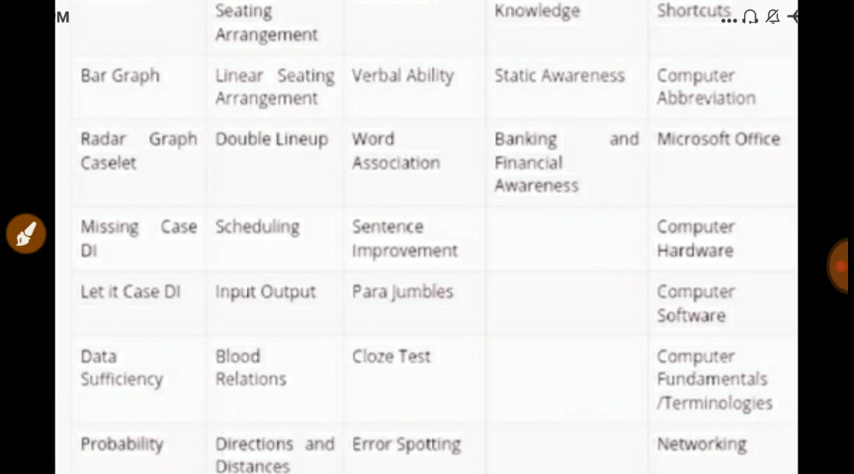 PM
Seating
Arrangement
Knowledge
Shortcuts
Bar Graph
Linear Seating
Arrangement
Verbal Ability
Static Awareness
Computer
Abbreviation
Radar Graph
Caselet
Double Lineup
Word
Association
Banking and
Financial
Awareness
Microsoft Office
Missing Case
DI
Scheduling
Sentence
Improvement
Computer
Hardware
Let it Case DI
Input Output
Para Jumbles
Computer
Software
Data
Sufficiency
Blood
Relations
Cloze Test
Computer
Fundamentals
/Terminologies
Probability
Directions and
Distances
Error Spotting
Networking